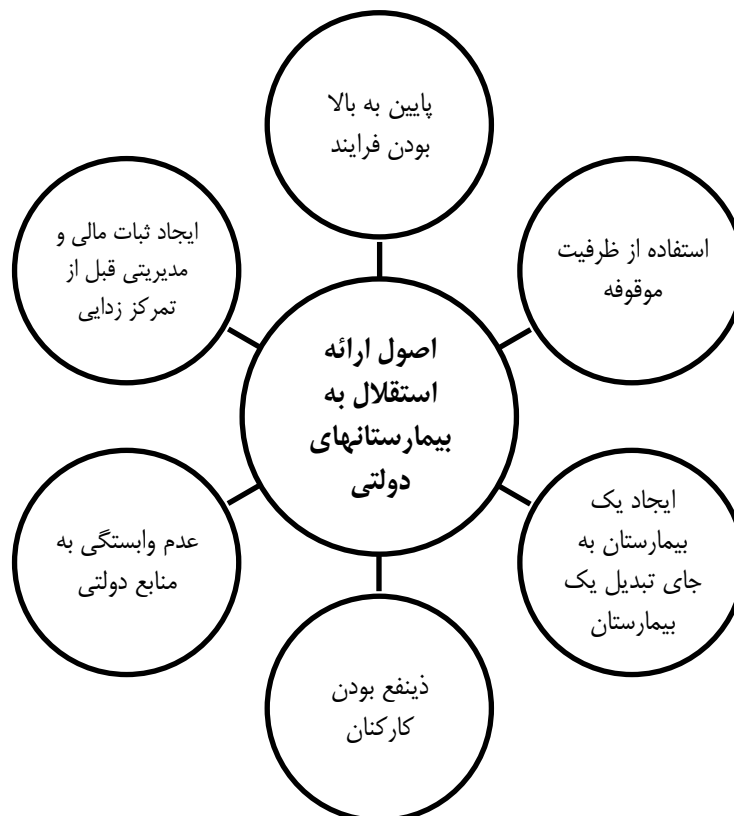 پایین به بالا
بودن فرایند
استفاده از ظرفیت
موقوفه
ایجاد یک
بیمارستان به
جای تبدیل یک
بیمارستان
ذینفع بودن
کارکنان
عدم وابستگی به
منابع دولتی
ایجاد ثبات مالی و
مدیریتی قبل از
تمرکز زدایی
اصول ارائه
استقلال به
بیمارستانهای
دولتی